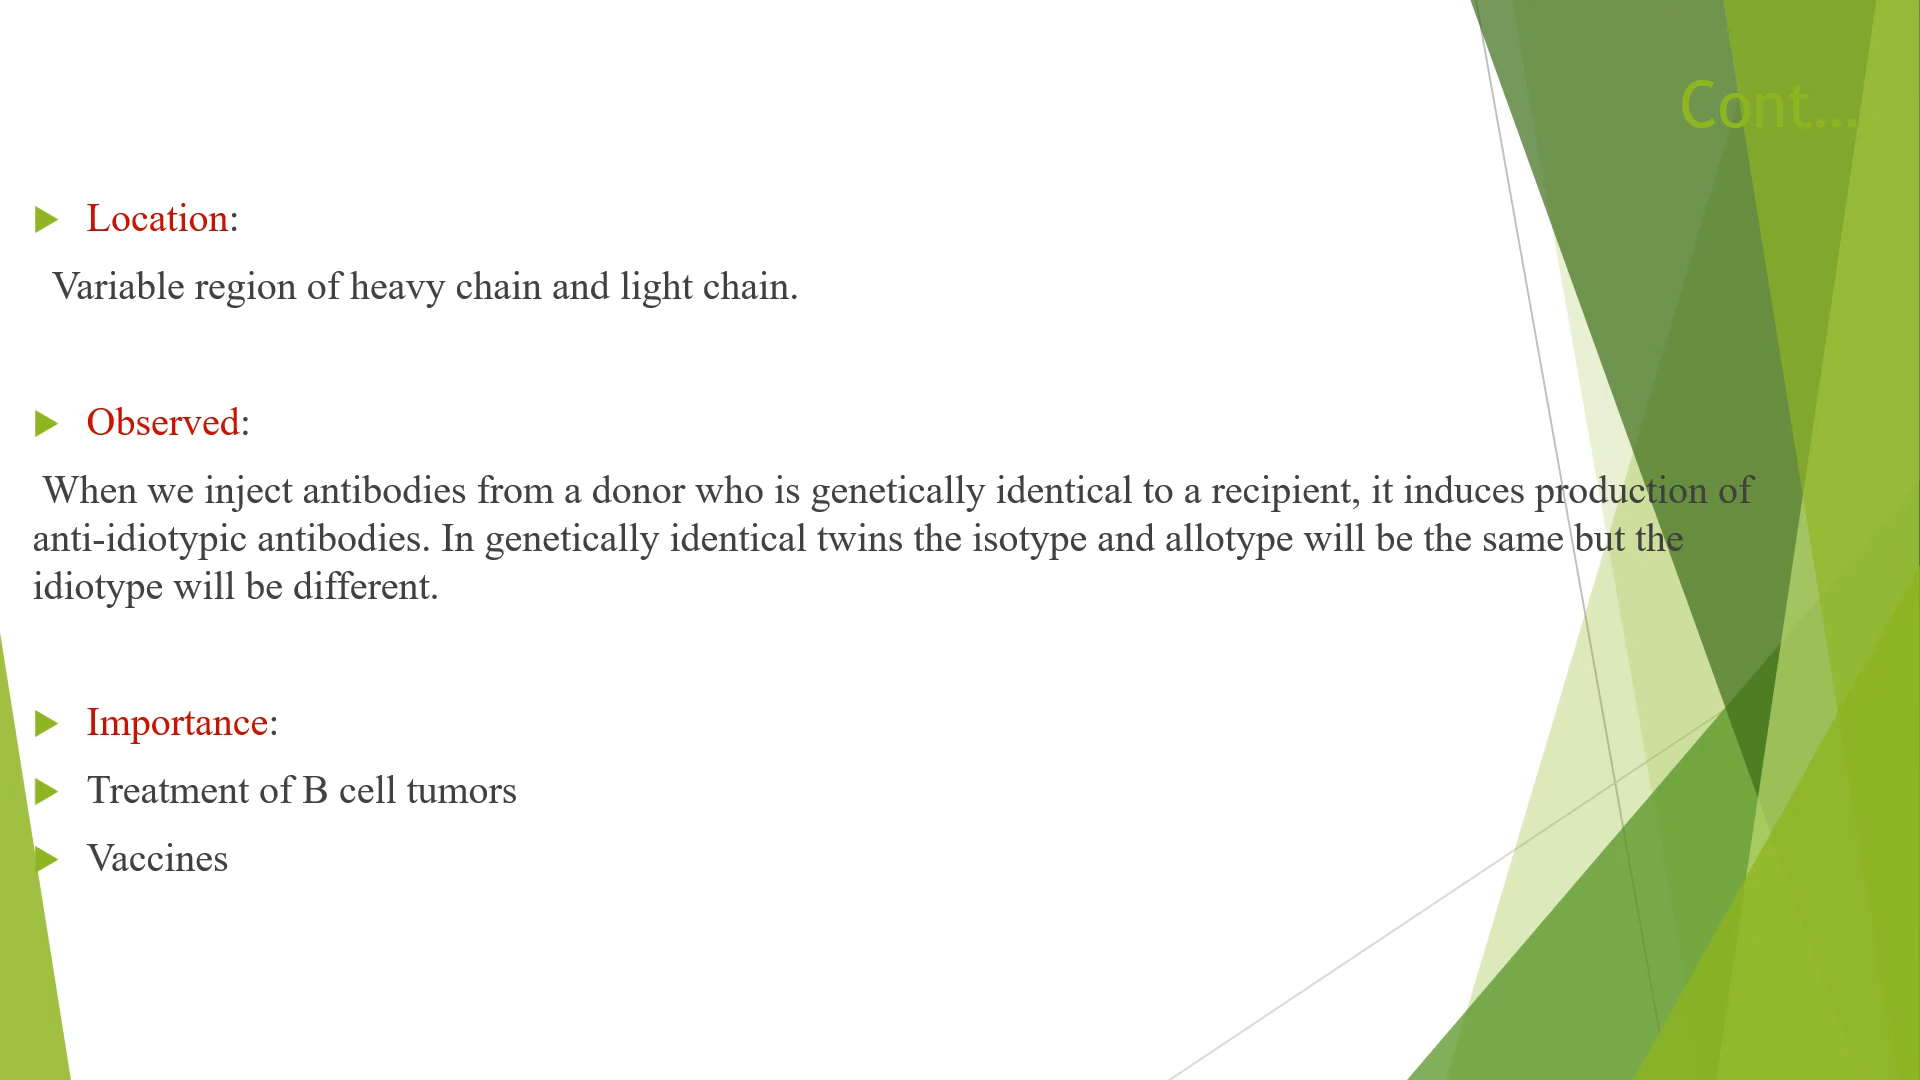 Cont...
Location:
Variable region of heavy chain and light chain.
Observed:
When we inject antibodies from a donor who is genetically identical to a recipient, it induces production of
anti-idiotypic antibodies. In genetically identical twins the isotype and allotype will be the same but the
idiotype will be different.
Importance:
Treatment of B cell tumors
Vaccines